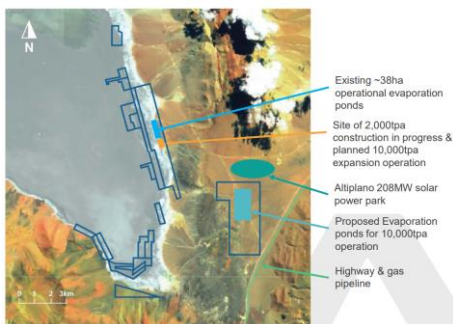 N
Existing ~38ha
operational evaporation
ponds
Site of 2,000tpa
construction in progress &
planned 10,000tpa
expansion operation
Altiplano 208MW solar
power park
Proposed Evaporation
ponds for 10,000tpa
operation
Highway & gas
pipeline
0 1 2 3km